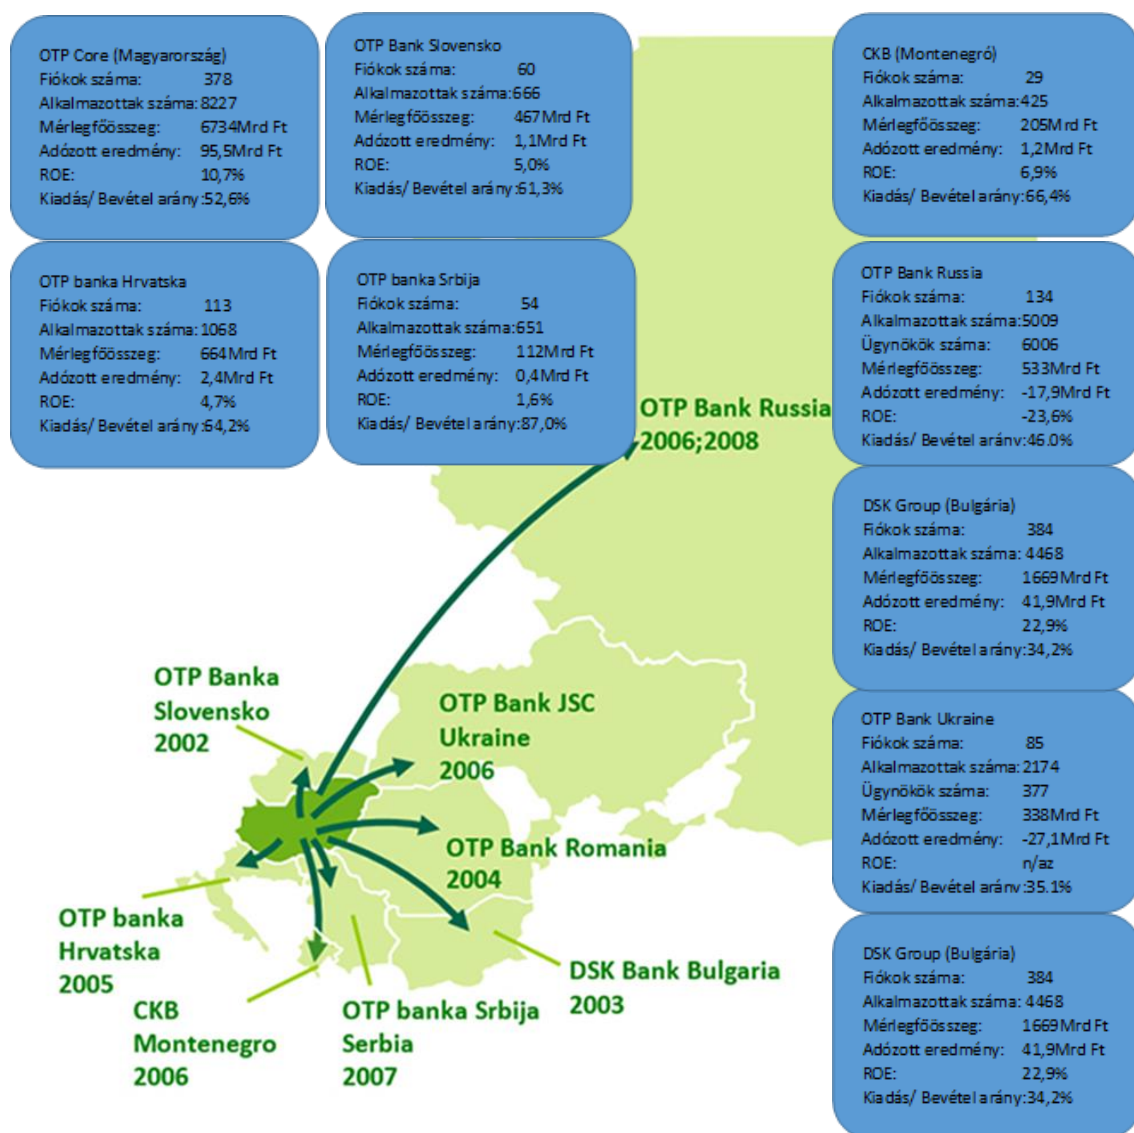 OTP Core (Magyarország)
Fiókok száma: 378
Alkalmazottak száma:8227
Mérlegfőösszeg: 6734Mrd Ft
Adózott eredmény: 95,5Mrd Ft
ROE: 10,7%
Kiadás/ Bevétel arány:52,6%
OTP Bank Slovensko
Fiókok száma: 60
Alkalmazottak száma:666
Mérlegfőösszeg: 467Mrd Ft
Adózott eredmény: 1,1Mrd Ft
ROE: 5,0%
Kiadás/ Bevétel arány:61,3%
CKB (Montenegró)
Fiókok száma: 29
Alkalmazottak száma:425
Mérlegfőösszeg: 205Mrd Ft
Adózott eredmény: 1,2Mrd Ft
ROE: 6,9%
Kiadás/ Bevétel arány:66,4%
OTP banka Hrvatska
Fiókok száma: 113
Alkalmazottak száma:1068
Mérlegfőösszeg: 664Mrd Ft
Adózott eredmény: 2,4Mrd Ft
ROE: 4,7%
Kiadás/ Bevétel arány:64,2%
OTP banka Srbija
Fiókok száma: 54
Alkalmazottak száma:651
Mérlegfőösszeg: 112Mrd Ft
Adózott eredmény: 0,4Mrd Ft
ROE: 1,6%
Kiadás/ Bevétel arány:87,0%
OTP Bank Russia
Fiókok száma: 134
Alkalmazottak száma:5009
Ügynökök száma: 6006
Mérlegfőösszeg: 533Mrd Ft
Adózott eredmény: -17,9Mrd Ft
ROE: -23,6%
Kiadás/ Bevétel arány:46.0%
OTP Bank Russia
2006;2008
DSK Group (Bulgária)
Fiókok száma: 384
Alkalmazottak száma: 4468
Mérlegfőösszeg: 1669Mrd Ft
Adózott eredmény: 41,9Mrd Ft
ROE: 22,9%
Kiadás/ Bevétel arány:34,2%
OTP Banka
Slovensko
2002
OTP Bank JSC
Ukraine
2006
OTP Bank Ukraine
Fiókok száma: 85
Alkalmazottak száma:2174
Ügynökök száma: 377
Mérlegfőösszeg: 338Mrd Ft
Adózott eredmény: -27,1Mrd Ft
ROE: n/az
Kiadás/ Bevétel arány:35.1%
OTP Bank Romania
2004
OTP banka
Hrvatska
2005
CKB
Montenegro
2006
OTP banka Srbija
Serbia
2007
DSK Bank Bulgaria
2003
DSK Group (Bulgária)
Fiókok száma: 384
Alkalmazottak száma: 4468
Mérlegfőösszeg: 1669Mrd Ft
Adózott eredmény: 41,9Mrd Ft
ROE: 22,9%
Kiadás/ Bevétel arány:34,2%